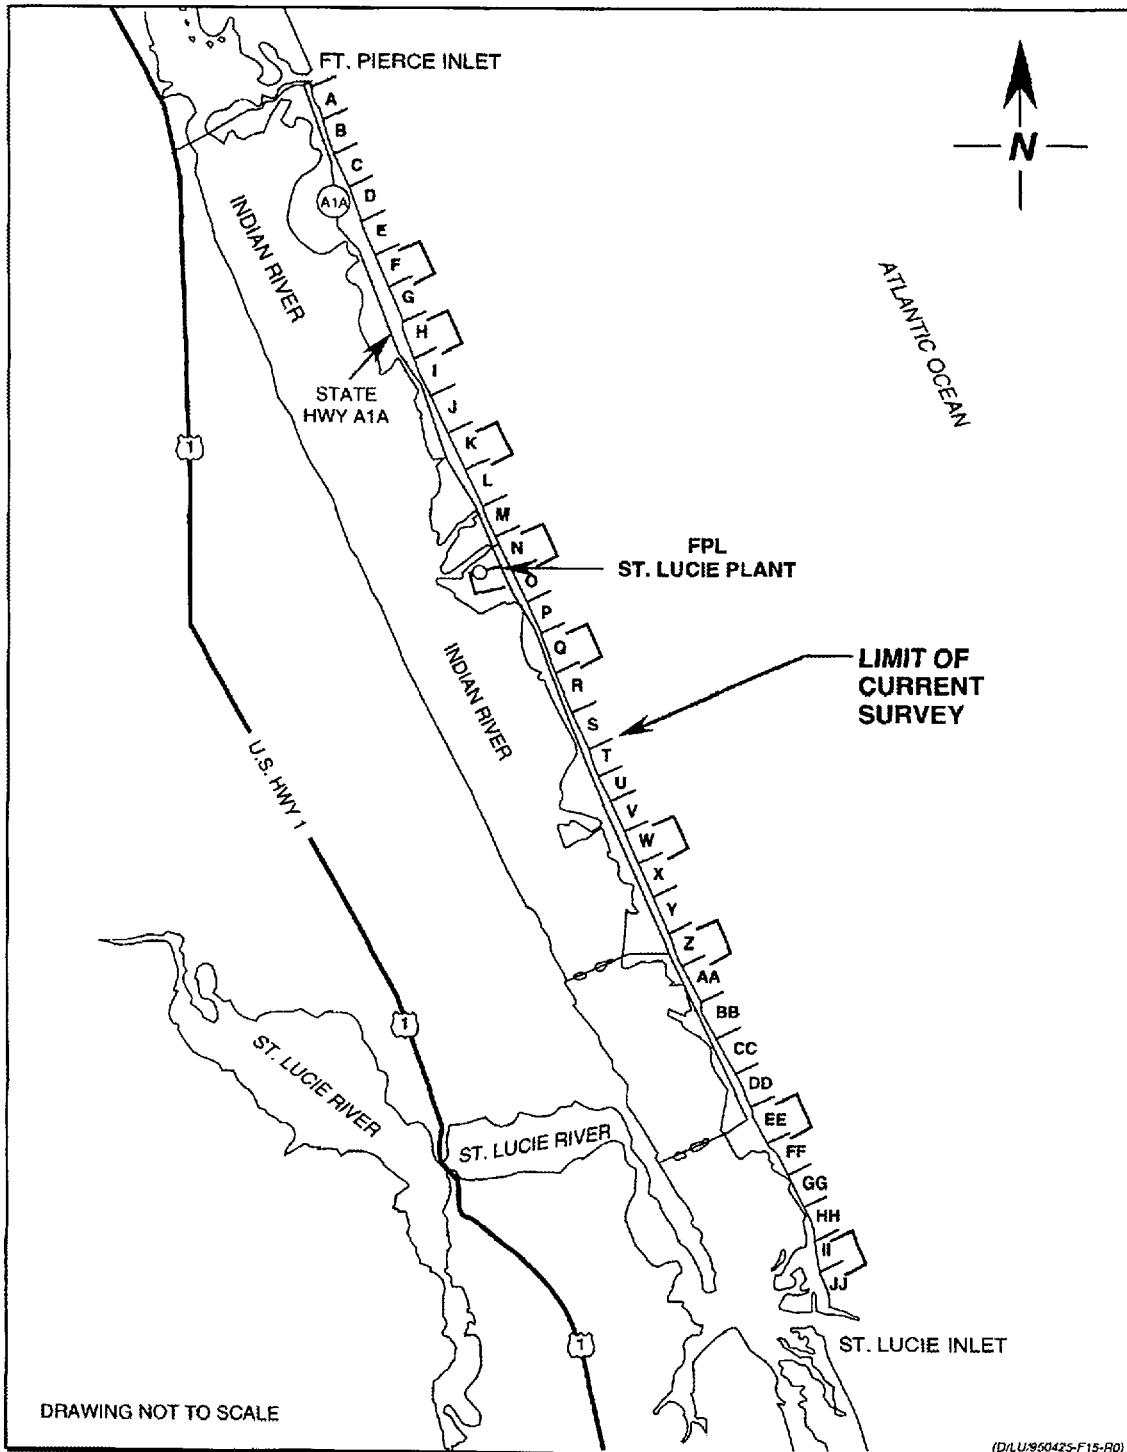 FT. PIERCE INLET
A
B
C
D
E
F
G
H
I
J
K
L
M
N
O
P
Q
R
S
T
U
V
W
X
Y
Z
AA
BB
CC
DD
EE
FF
GG
HH
II
JJ
N
A1A
INDIAN RIVER
ATLANTIC OCEAN
STATE
HWY A1A
1
FPL
ST. LUCIE PLANT
INDIAN RIVER
LIMIT OF
CURRENT
SURVEY
U.S. HWY 1
1
ST. LUCIE RIVER
ST. LUCIE RIVER
1
ST. LUCIE INLET
DRAWING NOT TO SCALE
(D/LU/950425-F15-R0)